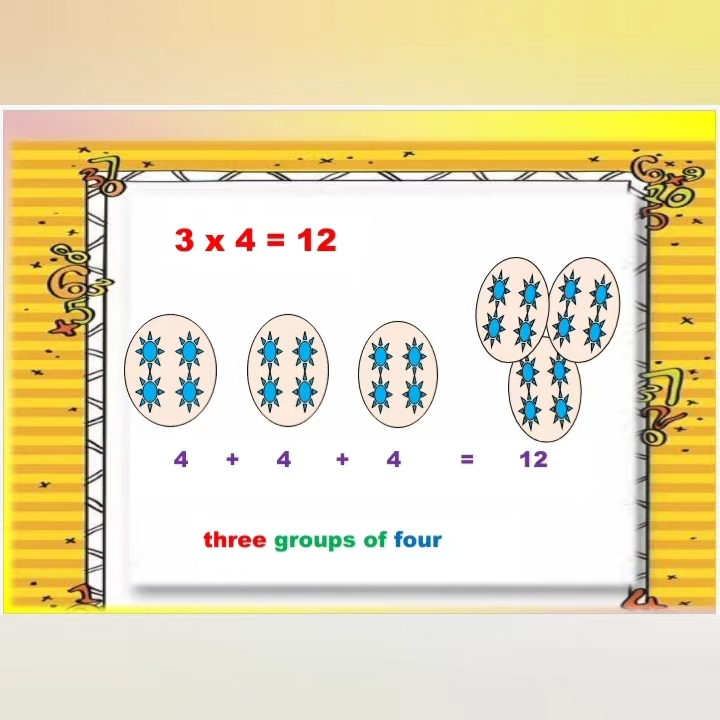 3 x 4 = 12
4 + 4 + 4 = 12
three groups of four